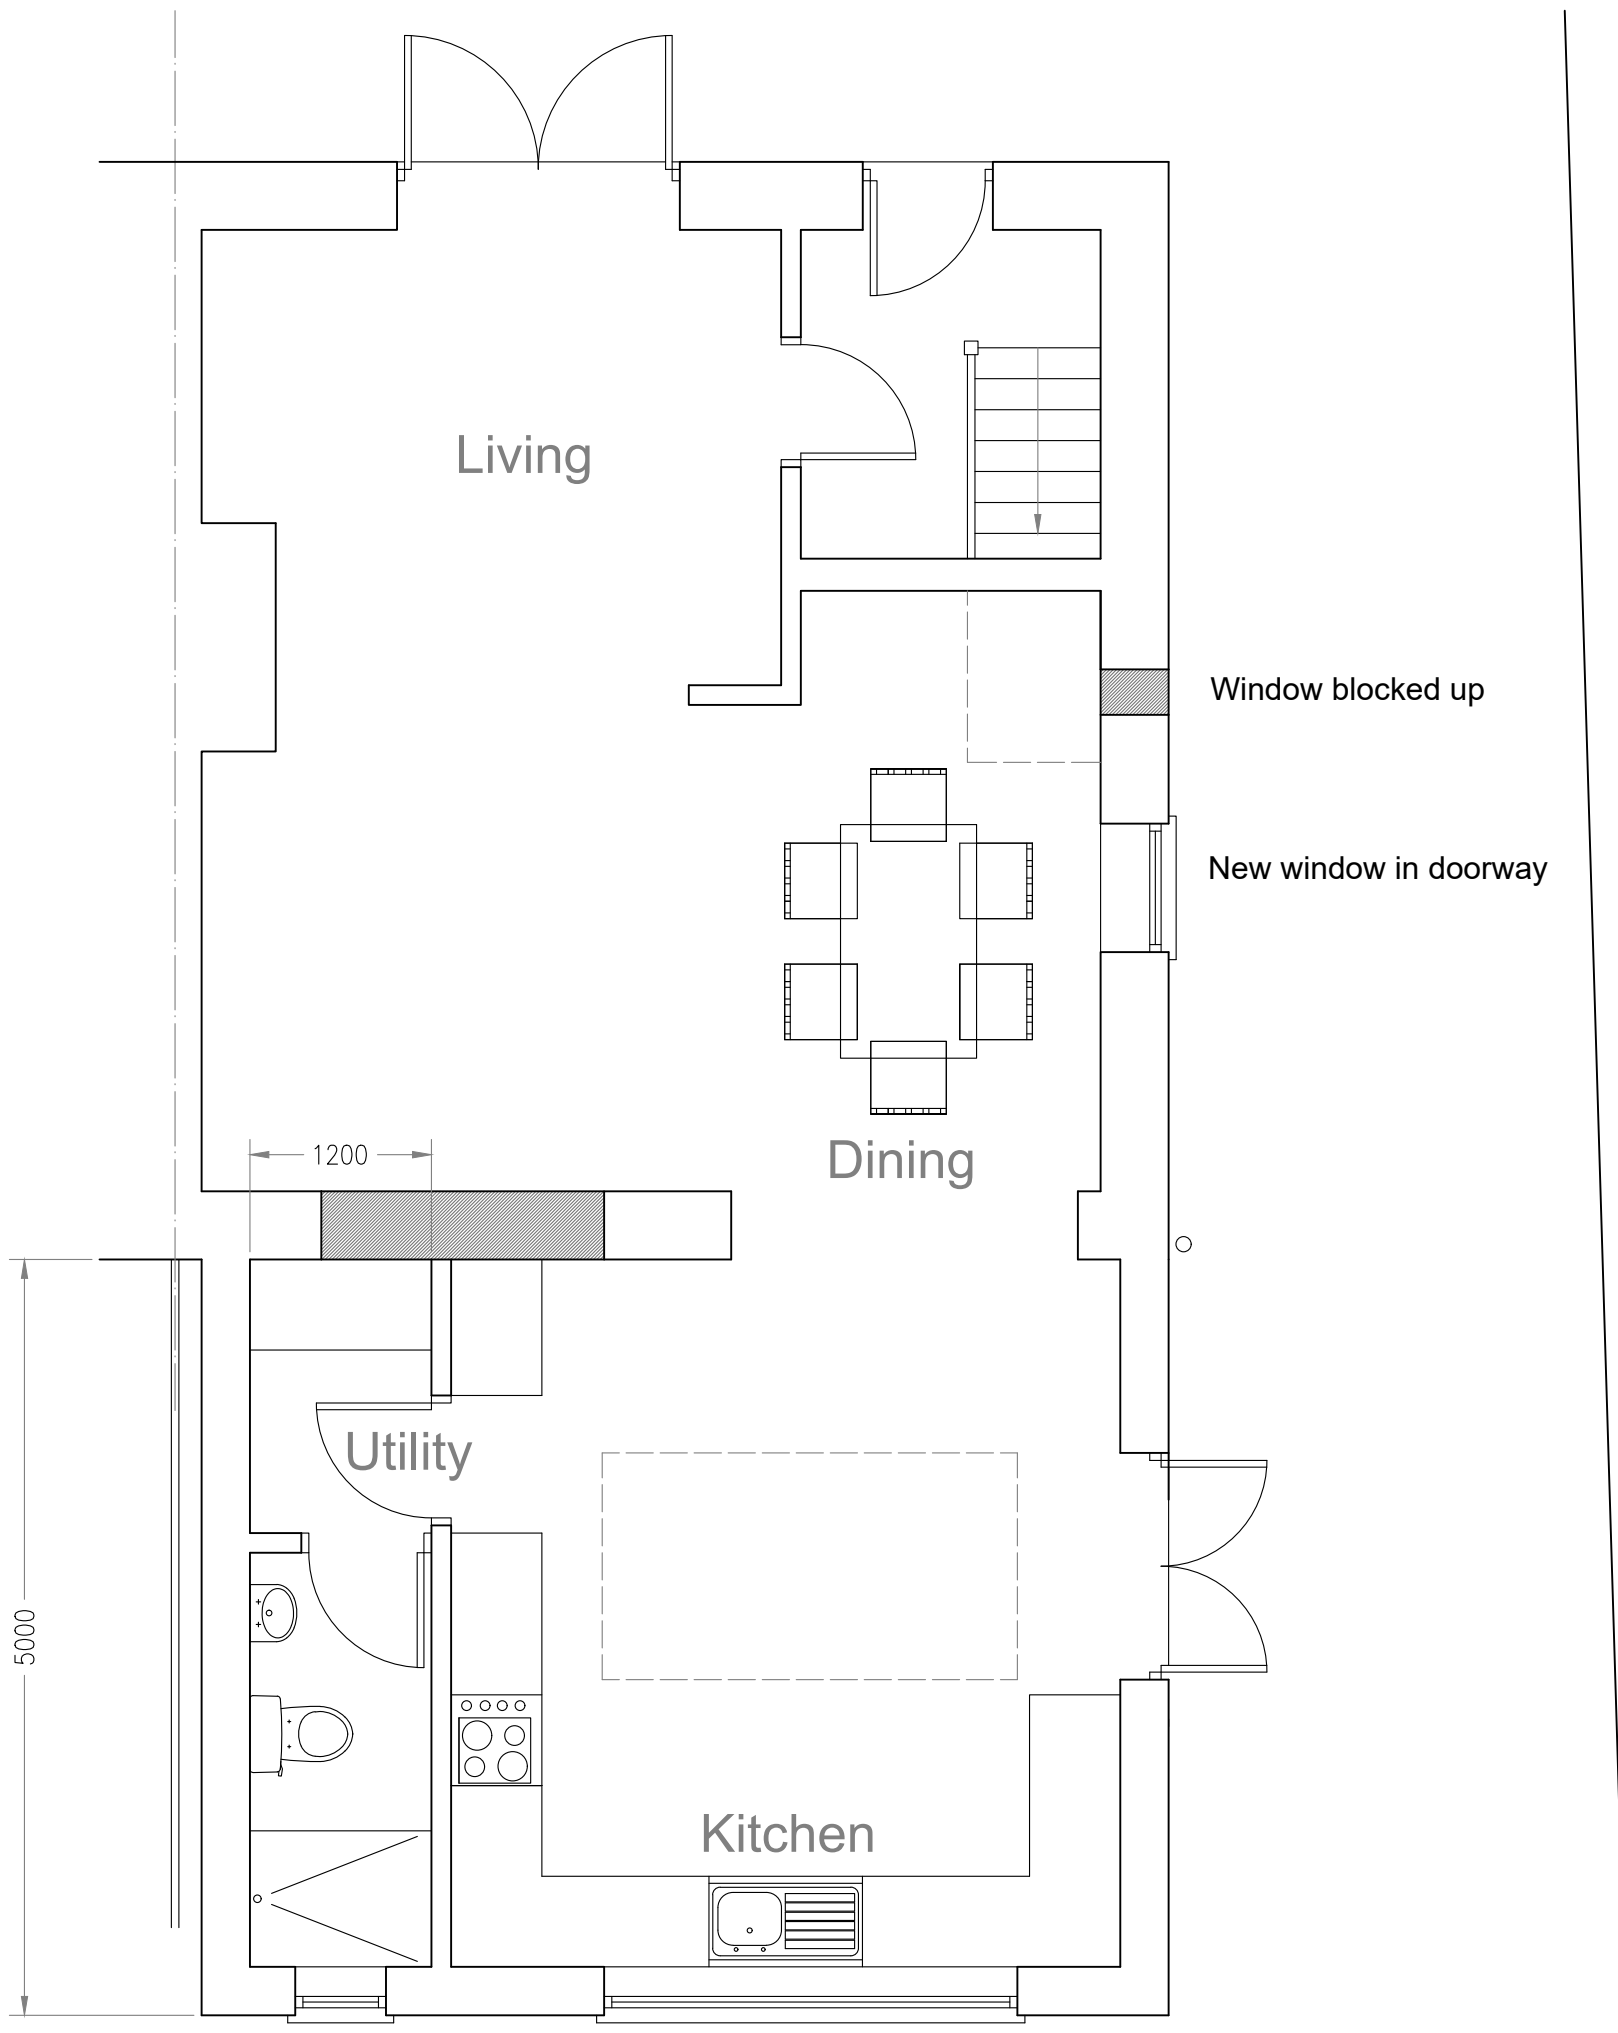 Living
Window blocked up
New window in doorway
1200
Dining
Utility
5000
Kitchen